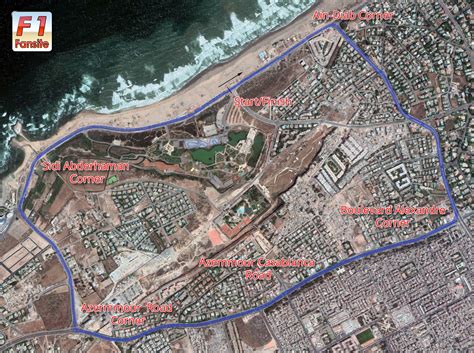 F1
Fansite
Ain-Diab Corner
Start/Finish
Sidi Abderhaman
Corner
Boulevard Alexandre
Corner
Azemmour Casablanca
Road
Azemmour Road
Corner